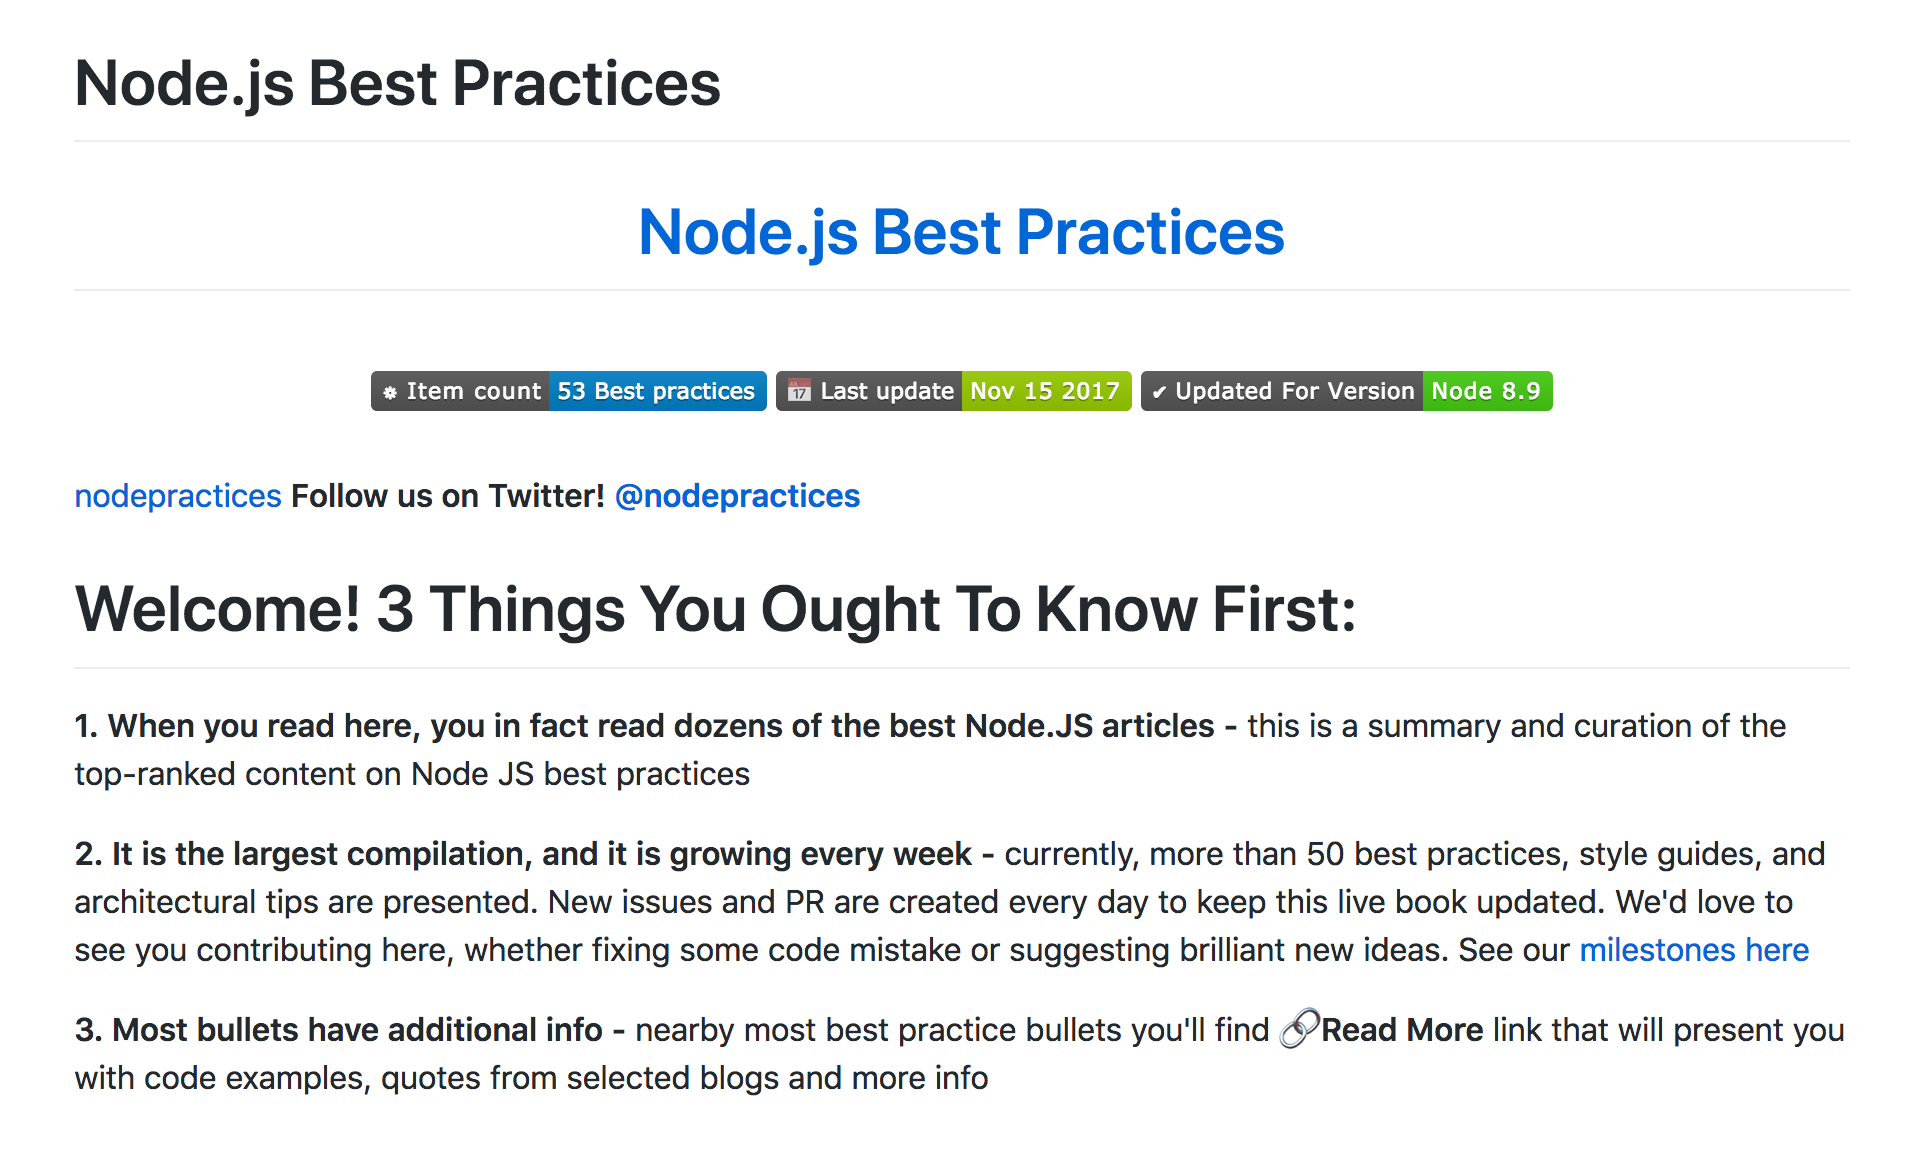 Node.js Best Practices
Node.js Best Practices
Item count 53 Best practices 17 Last update Nov 15 2017 ✔ Updated For Version Node 8.9
nodepractices Follow us on Twitter! @nodepractices
Welcome! 3 Things You Ought To Know First:
1. When you read here, you in fact read dozens of the best Node.JS articles - this is a summary and curation of the
top-ranked content on Node JS best practices
2. It is the largest compilation, and it is growing every week - currently, more than 50 best practices, style guides, and
architectural tips are presented. New issues and PR are created every day to keep this live book updated. We'd love to
see you contributing here, whether fixing some code mistake or suggesting brilliant new ideas. See our milestones here
3. Most bullets have additional info - nearby most best practice bullets you'll find 🔗Read More link that will present you
with code examples, quotes from selected blogs and more info